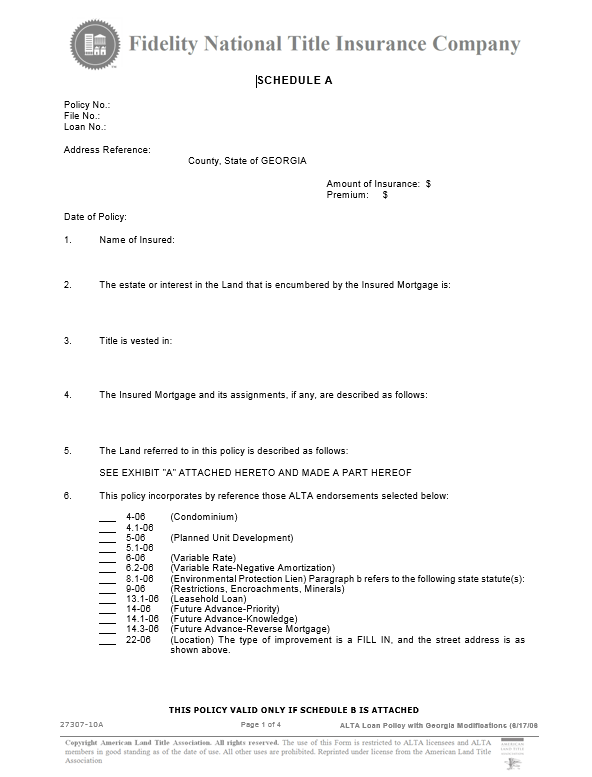 Fidelity National Title Insurance Company
SCHEDULE A
Policy No.:
File No.:
Loan No.:
Address Reference:
County, State of GEORGIA
Amount of Insurance: $
Premium: $
Date of Policy:
1. Name of Insured:
2. The estate or interest in the Land that is encumbered by the Insured Mortgage is:
3. Title is vested in:
4. The Insured Mortgage and its assignments, if any, are described as follows:
5. The Land referred to in this policy is described as follows:
SEE EXHIBIT "A" ATTACHED HERETO AND MADE A PART HEREOF
6. This policy incorporates by reference those ALTA endorsements selected below:
___ 4-06 (Condominium)
___ 4.1-06
___ 5-06 (Planned Unit Development)
___ 5.1-06
___ 6-06 (Variable Rate)
___ 6.2-06 (Variable Rate-Negative Amortization)
___ 8.1-06 (Environmental Protection Lien) Paragraph b refers to the following state statute(s):
___ 9-06 (Restrictions, Encroachments, Minerals)
___ 13.1-06 (Leasehold Loan)
___ 14-06 (Future Advance-Priority)
___ 14.1-06 (Future Advance-Knowledge)
___ 14.3-06 (Future Advance-Reverse Mortgage)
___ 22-06 (Location) The type of improvement is a FILL IN, and the street address is as
shown above.
THIS POLICY VALID ONLY IF SCHEDULE B IS ATTACHED
27307-10A Page 1 of 4 ALTA Loan Policy with Georgia Modifications (6/17/06
Copyright American Land Title Association. All rights reserved. The use of this Form is restricted to ALTA licensees and ALTA
members in good standing as of the date of use. All other uses are prohibited. Reprinted under license from the American Land Title
Association
AMERICAN
LAND TITLE